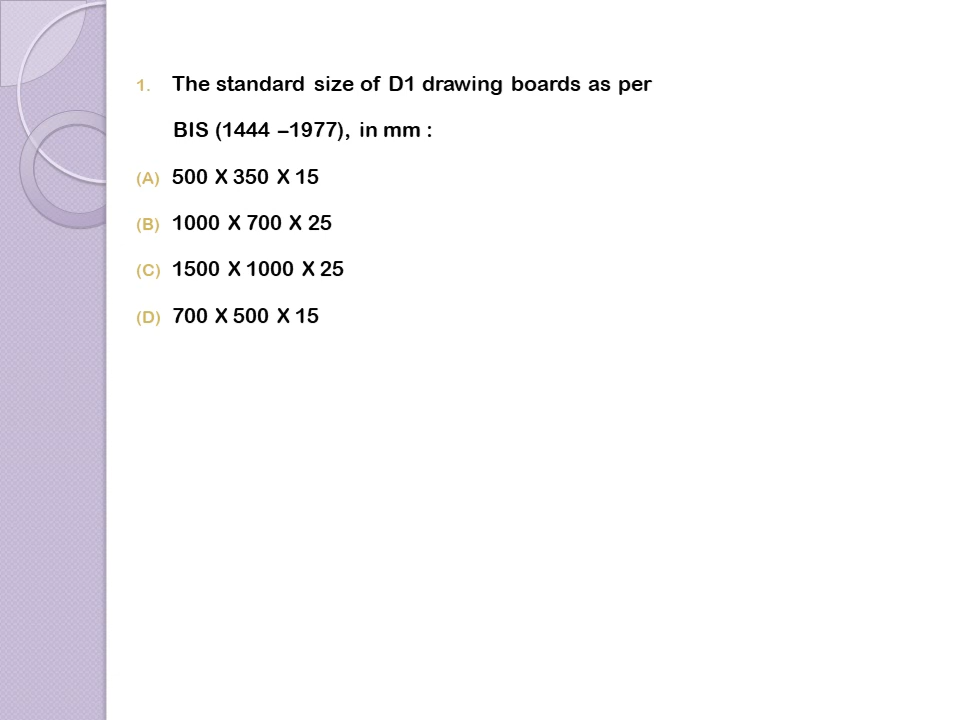 1. The standard size of D1 drawing boards as per
BIS (1444 –1977), in mm :
(A) 500 X 350 X 15
(B) 1000 X 700 X 25
(C) 1500 X 1000 X 25
(D) 700 X 500 X 15